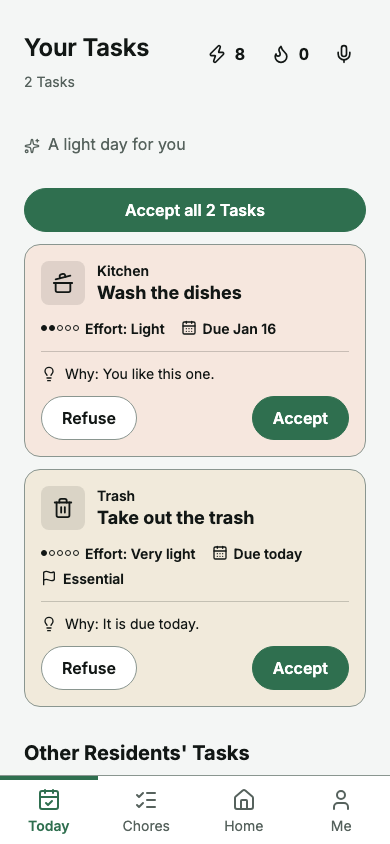 Your Tasks
8
0
2 Tasks
A light day for you
Accept all 2 Tasks
Kitchen
Wash the dishes
Effort: Light
Due Jan 16
Why: You like this one.
Refuse
Accept
Trash
Take out the trash
Effort: Very light
Due today
Essential
Why: It is due today.
Refuse
Accept
Other Residents' Tasks
Today
Chores
Home
Me